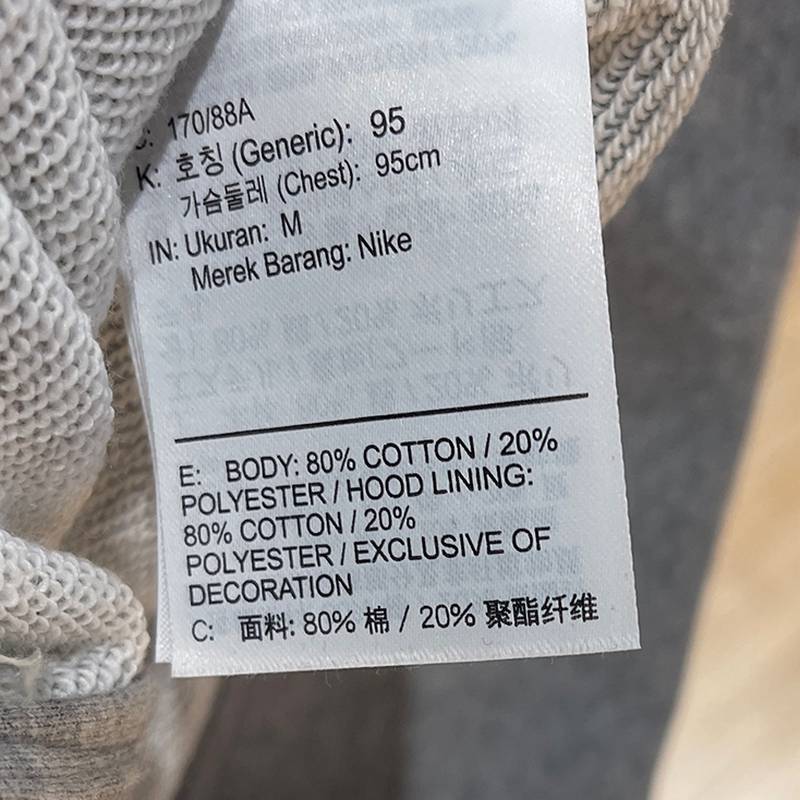 : 170/88A
K: 호칭 (Generic): 95
가슴둘레 (Chest): 95cm
IN: Ukuran: M
Merek Barang: Nike
E: BODY: 80% COTTON / 20%
POLYESTER / HOOD LINING:
80% COTTON / 20%
POLYESTER / EXCLUSIVE OF
DECORATION
C: 面料: 80% 棉 / 20% 聚酯纤维